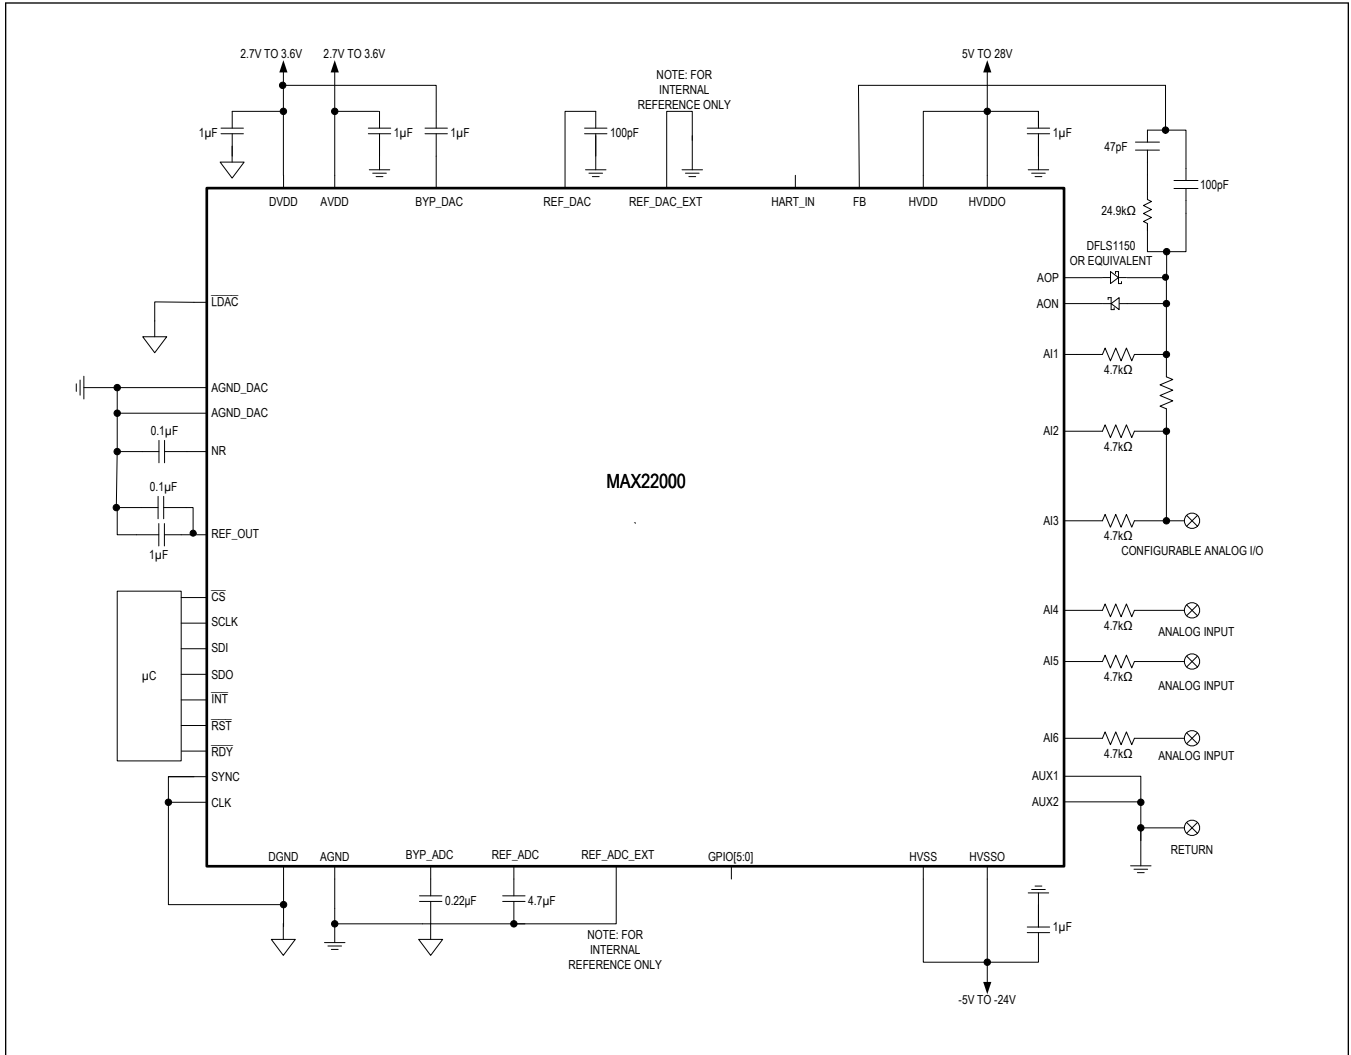 2.7V TO 3.6V
2.7V TO 3.6V
5V TO 28V
NOTE: FOR
INTERNAL
REFERENCE ONLY
1µF
1µF
1µF
100pF
1µF
47pF
100pF
24.9kΩ
DVDD
AVDD
BYP_DAC
REF_DAC
REF_DAC_EXT
HART_IN
FB
HVDD
HVDDO
DFLS1150
OR EQUIVALENT
AOP
AON
LDAC
AI1
4.7kΩ
AGND_DAC
AGND_DAC
0.1µF
NR
AI2
4.7kΩ
MAX22000
0.1µF
REF_OUT
1µF
AI3
4.7kΩ
CONFIGURABLE ANALOG I/O
µC
CS
SCLK
SDI
SDO
INT
RST
RDY
SYNC
CLK
AI4
4.7kΩ
ANALOG INPUT
AI5
4.7kΩ
ANALOG INPUT
AI6
4.7kΩ
ANALOG INPUT
AUX1
AUX2
RETURN
DGND
AGND
BYP_ADC
REF_ADC
REF_ADC_EXT
GPIO[5:0]
HVSS
HVSSO
0.22µF
4.7µF
1µF
NOTE: FOR
INTERNAL
REFERENCE ONLY
-5V TO -24V